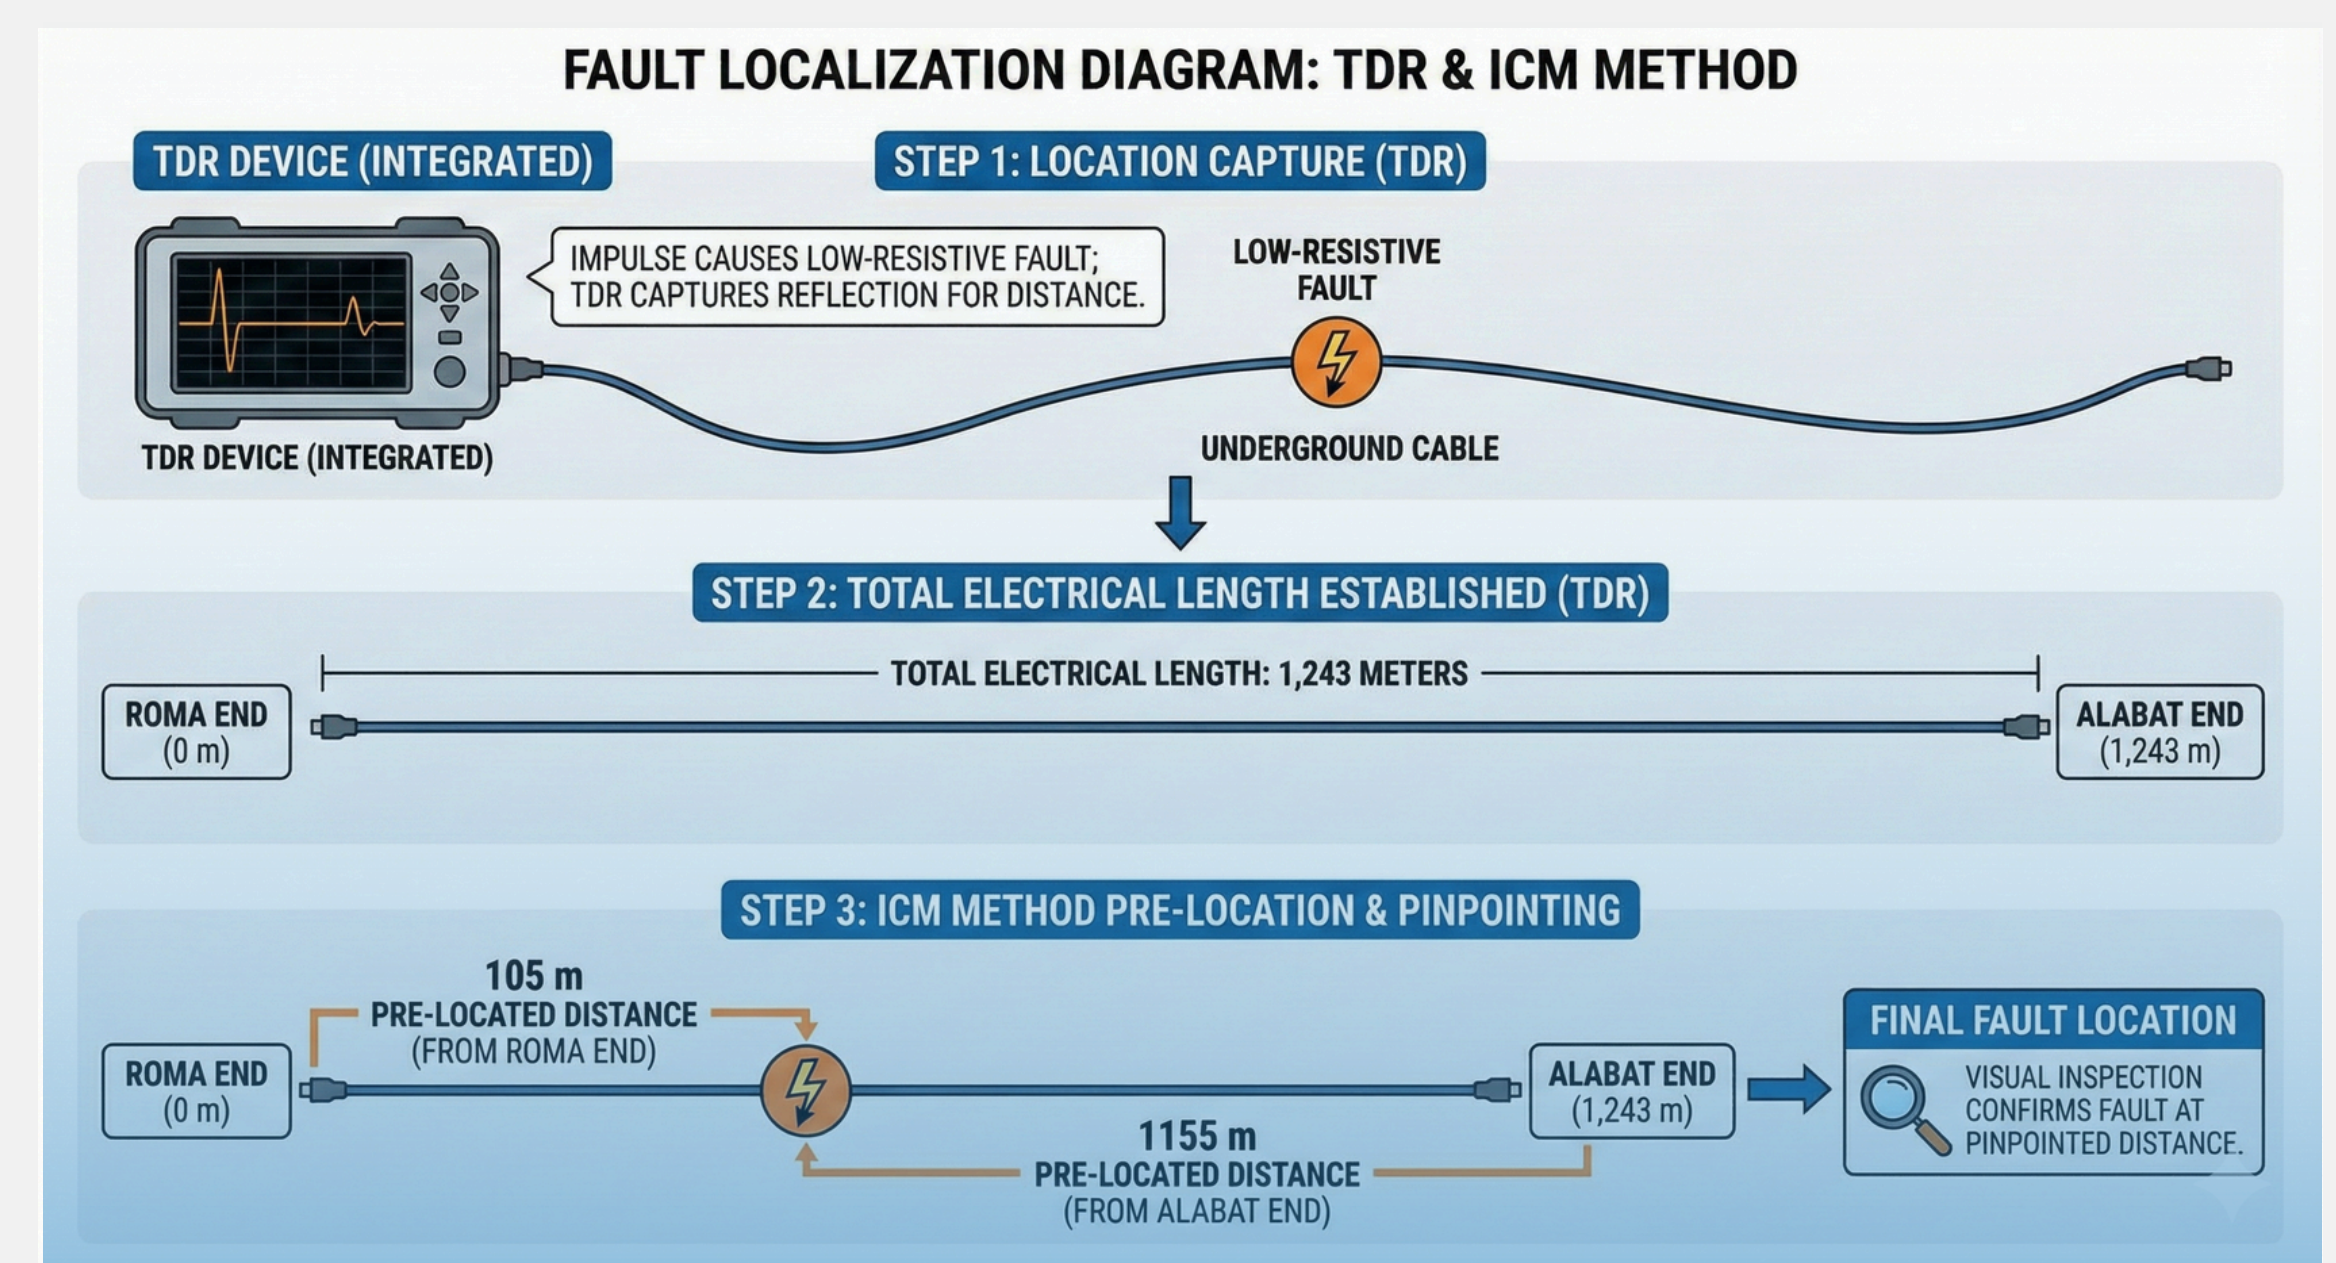 FAULT LOCALIZATION DIAGRAM: TDR & ICM METHOD
TDR DEVICE (INTEGRATED)
STEP 1: LOCATION CAPTURE (TDR)
IMPULSE CAUSES LOW-RESISTIVE FAULT;
TDR CAPTURES REFLECTION FOR DISTANCE.
LOW-RESISTIVE
FAULT
TDR DEVICE (INTEGRATED)
UNDERGROUND CABLE
STEP 2: TOTAL ELECTRICAL LENGTH ESTABLISHED (TDR)
TOTAL ELECTRICAL LENGTH: 1,243 METERS
ROMA END
(0 m)
ALABAT END
(1,243 m)
STEP 3: ICM METHOD PRE-LOCATION & PINPOINTING
105 m
PRE-LOCATED DISTANCE
(FROM ROMA END)
ROMA END
(0 m)
ALABAT END
(1,243 m)
1155 m
PRE-LOCATED DISTANCE
(FROM ALABAT END)
FINAL FAULT LOCATION
VISUAL INSPECTION
CONFIRMS FAULT AT
PINPOINTED DISTANCE.